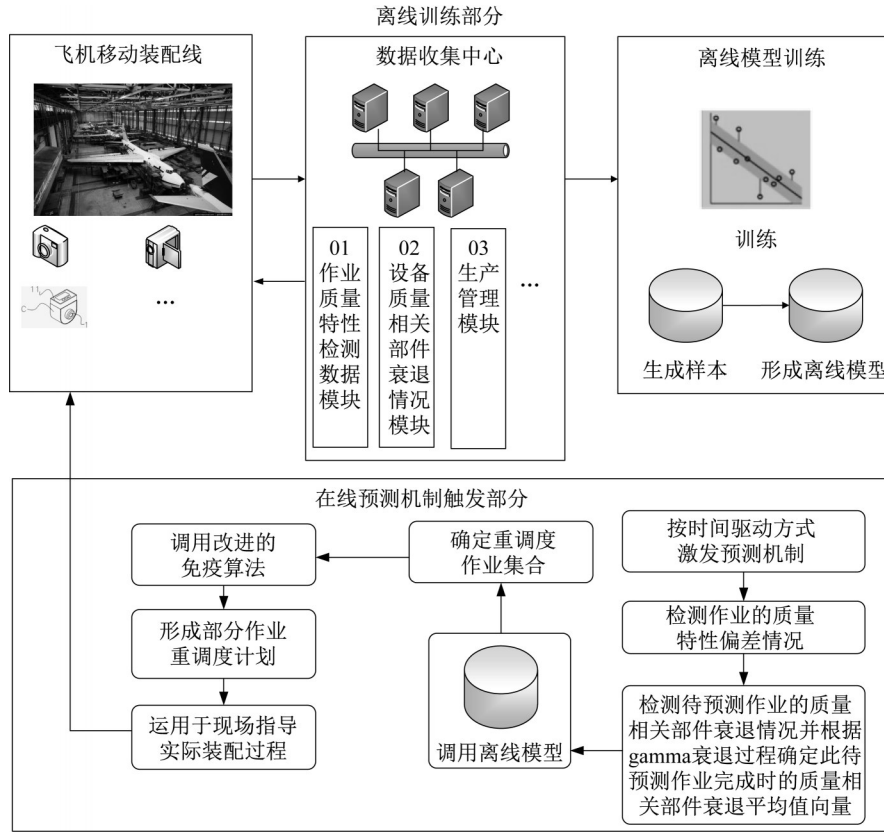 离线训练部分
飞机移动装配线
...
数据收集中心
01
作业
质量
特性
检测
数据
模块
02
设备
质量
相关
部件
衰退
情况
模块
03
生产
管理
模块
...
离线模型训练
训练
生成样本
形成离线模型
在线预测机制触发部分
按时间驱动方式
激发预测机制
检测作业的质量
特性偏差情况
检测待预测作业的质量
相关部件衰退情况并根据
gamma衰退过程确定此待
预测作业完成时的质量相
关部件衰退平均值向量
调用离线模型
确定重调度
作业集合
调用改进的
免疫算法
形成部分作业
重调度计划
运用于现场指导
实际装配过程